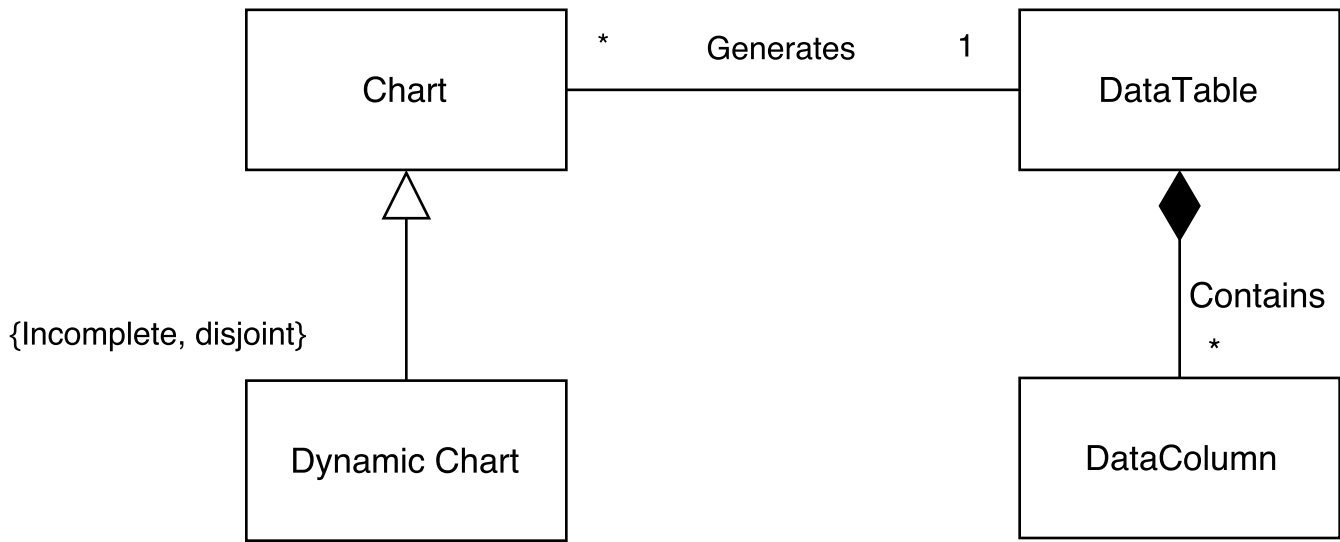 * Generates 1
Chart
DataTable
Contains
{Incomplete, disjoint}
*
Dynamic Chart
DataColumn